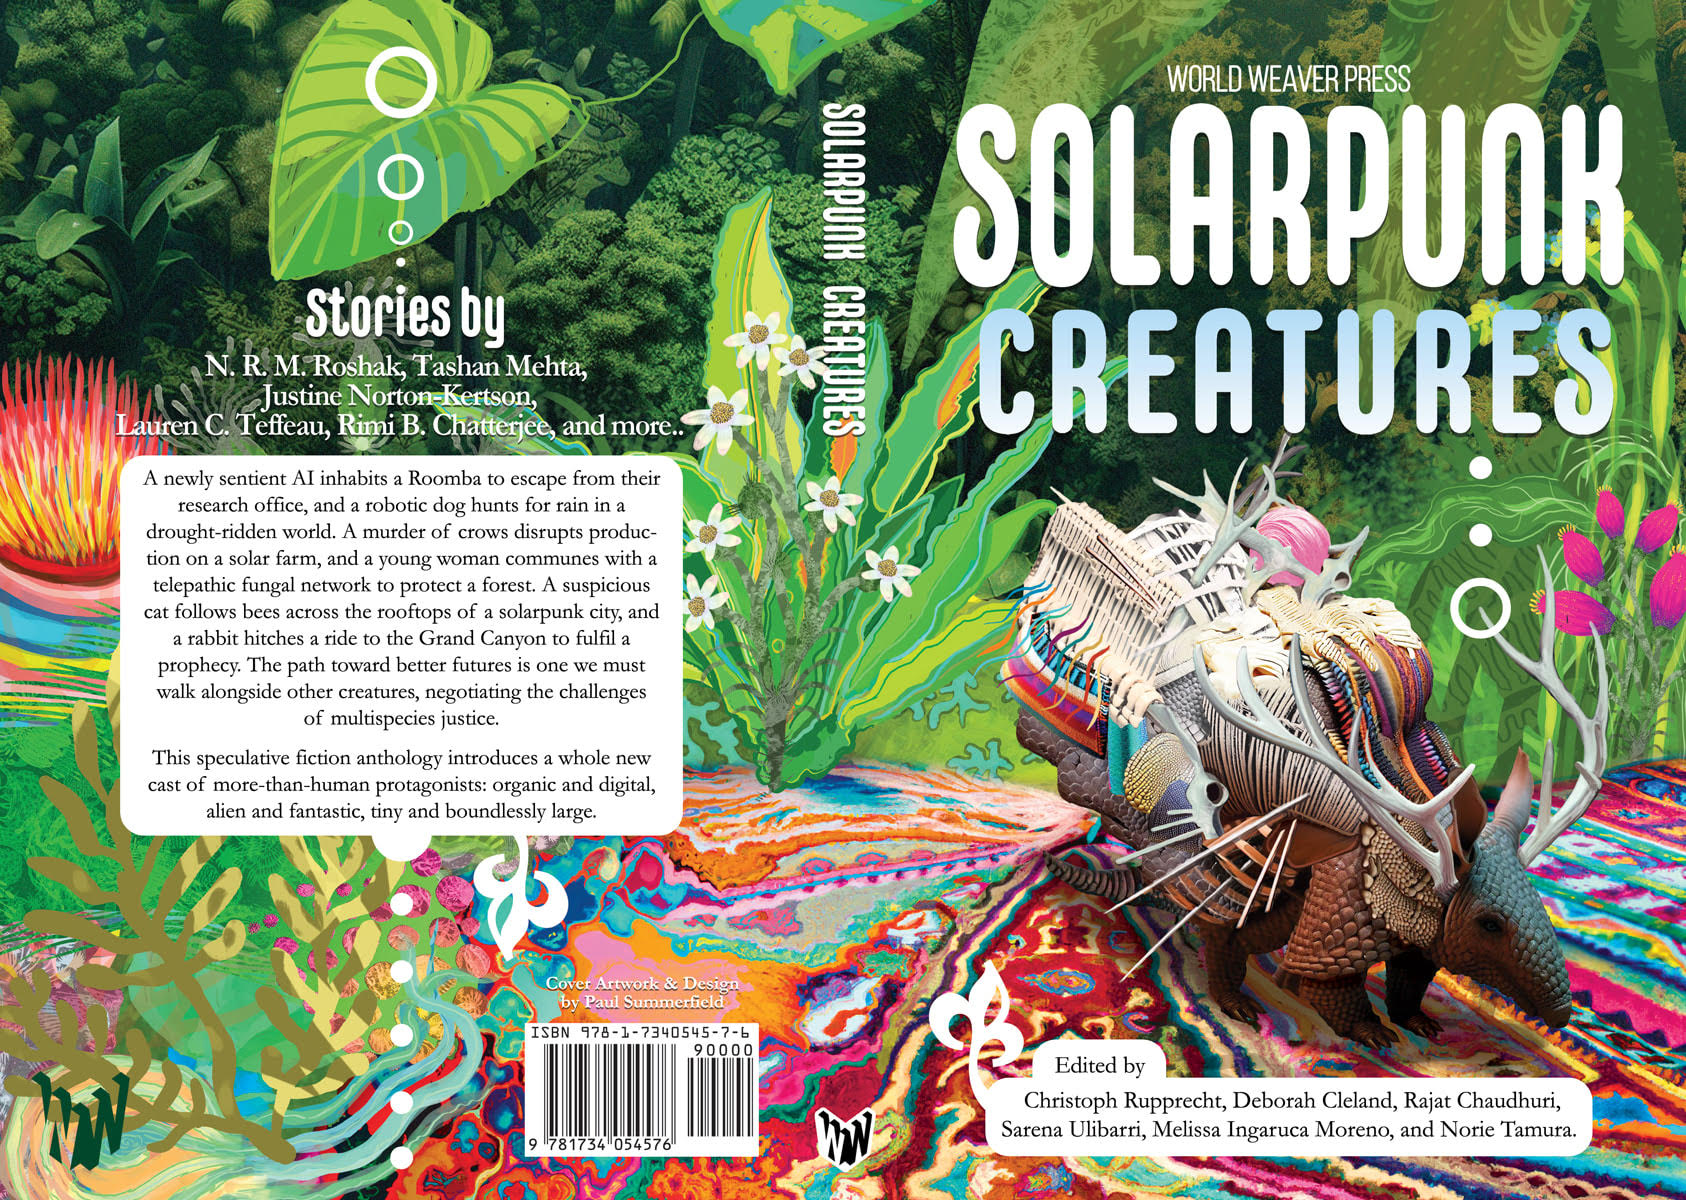 Stories by
N. R. M. Roshak, Tashan Mehta,
Justine Norton-Kertson,
Lauren C. Teffeau, Rimi B. Chatterjee, and more..
A newly sentient AI inhabits a Roomba to escape from their
research office, and a robotic dog hunts for rain in a
drought-ridden world. A murder of crows disrupts produc-
tion on a solar farm, and a young woman communes with a
telepathic fungal network to protect a forest. A suspicious
cat follows bees across the rooftops of a solarpunk city, and
a rabbit hitches a ride to the Grand Canyon to fulfil a
prophecy. The path toward better futures is one we must
walk alongside other creatures, negotiating the challenges
of multispecies justice.
This speculative fiction anthology introduces a whole new
cast of more-than-human protagonists: organic and digital,
alien and fantastic, tiny and boundlessly large.
Cover Artwork & Design
by Paul Summerfield
ISBN 978-1-7340545-7-6
90000
9 781734 054576
WW
SOLARPUNK CREATURES
WW
WORLD WEAVER PRESS
SOLARPUNK
CREATURES
Edited by
Christoph Rupprecht, Deborah Cleland, Rajat Chaudhuri,
Sarena Ulibarri, Melissa Ingaruca Moreno, and Norie Tamura.